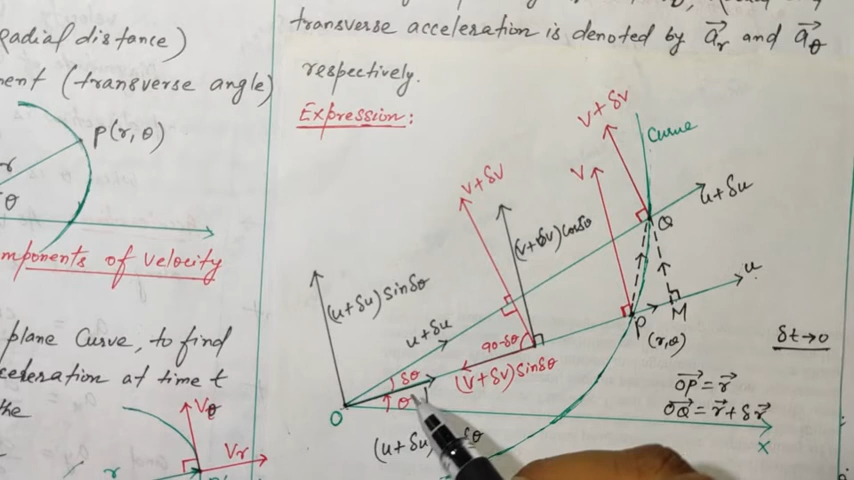 Radial distance)
ment (transverse angle)
P(r, θ)
r
θ
mponents of velocity
plane Curve, to find
celeration at time t
the
Vθ
Vr
r
transverse acceleration is denoted by a⃗r and a⃗θ
respectively.
Expression:
Curve
V+δV
V
V+δV
u+δu
(V+δV)cosδθ
Q
(u+δu)sinδθ
u
u+δu
90-δθ
P
M
(r,θ)
δt→0
δθ
(V+δV)sinδθ
θ
O
OP⃗ = r⃗
OQ⃗ = r⃗ + δr⃗
x
(u+δu)
δθ